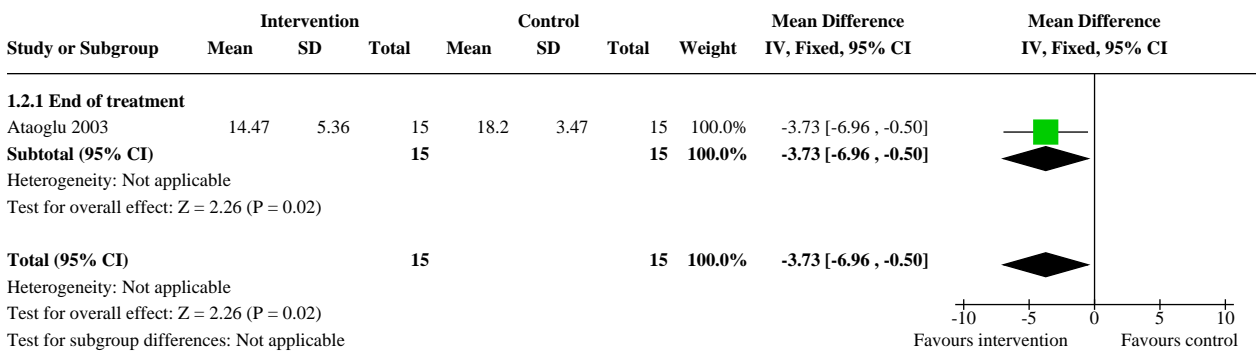 Intervention Control Mean Difference Mean Difference
Study or Subgroup Mean SD Total Mean SD Total Weight IV, Fixed, 95% CI IV, Fixed, 95% CI
1.2.1 End of treatment
Ataoglu 2003 14.47 5.36 15 18.2 3.47 15 100.0% -3.73 [-6.96 , -0.50]
Subtotal (95% CI) 15 15 100.0% -3.73 [-6.96 , -0.50]
Heterogeneity: Not applicable
Test for overall effect: Z = 2.26 (P = 0.02)
Total (95% CI) 15 15 100.0% -3.73 [-6.96 , -0.50]
Heterogeneity: Not applicable
Test for overall effect: Z = 2.26 (P = 0.02)
-10 -5 0 5 10
Test for subgroup differences: Not applicable Favours intervention Favours control